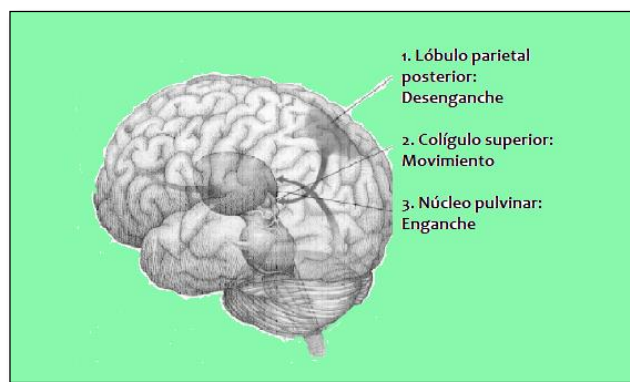 1. Lóbulo parietal
posterior:
Desenganche
2. Colígulo superior:
Movimiento
3. Núcleo pulvinar:
Enganche